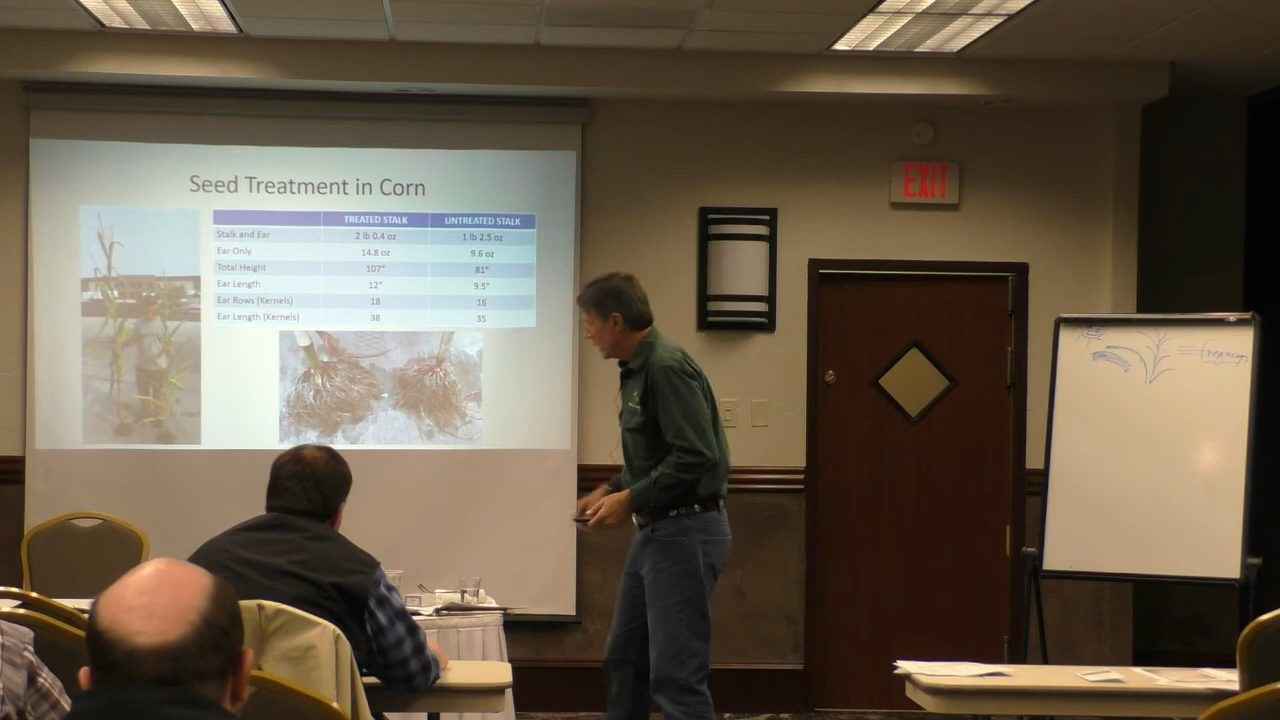 Seed Treatment in Corn
TREATED STALK UNTREATED STALK
Stalk and Ear 2 lb 0.4 oz 1 lb 2.5 oz
Ear Only 14.8 oz 9.6 oz
Total Height 107" 81"
Ear Length 12" 9.5"
Ear Rows (Kernels) 18 16
Ear Length (Kernels) 38 35
EXIT